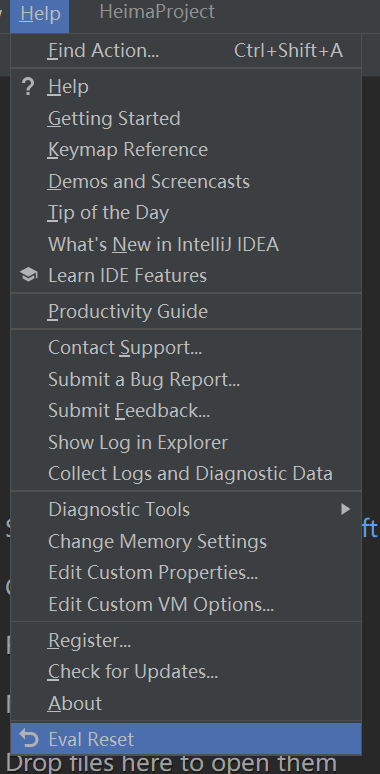 Help HeimaProject
Find Action... Ctrl+Shift+A
? Help
Getting Started
Keymap Reference
Demos and Screencasts
Tip of the Day
What's New in IntelliJ IDEA
Learn IDE Features
Productivity Guide
Contact Support...
Submit a Bug Report...
Submit Feedback...
Show Log in Explorer
Collect Logs and Diagnostic Data
Diagnostic Tools
Change Memory Settings
Edit Custom Properties...
Edit Custom VM Options...
Register...
Check for Updates...
About
Eval Reset
Drop files here to open them